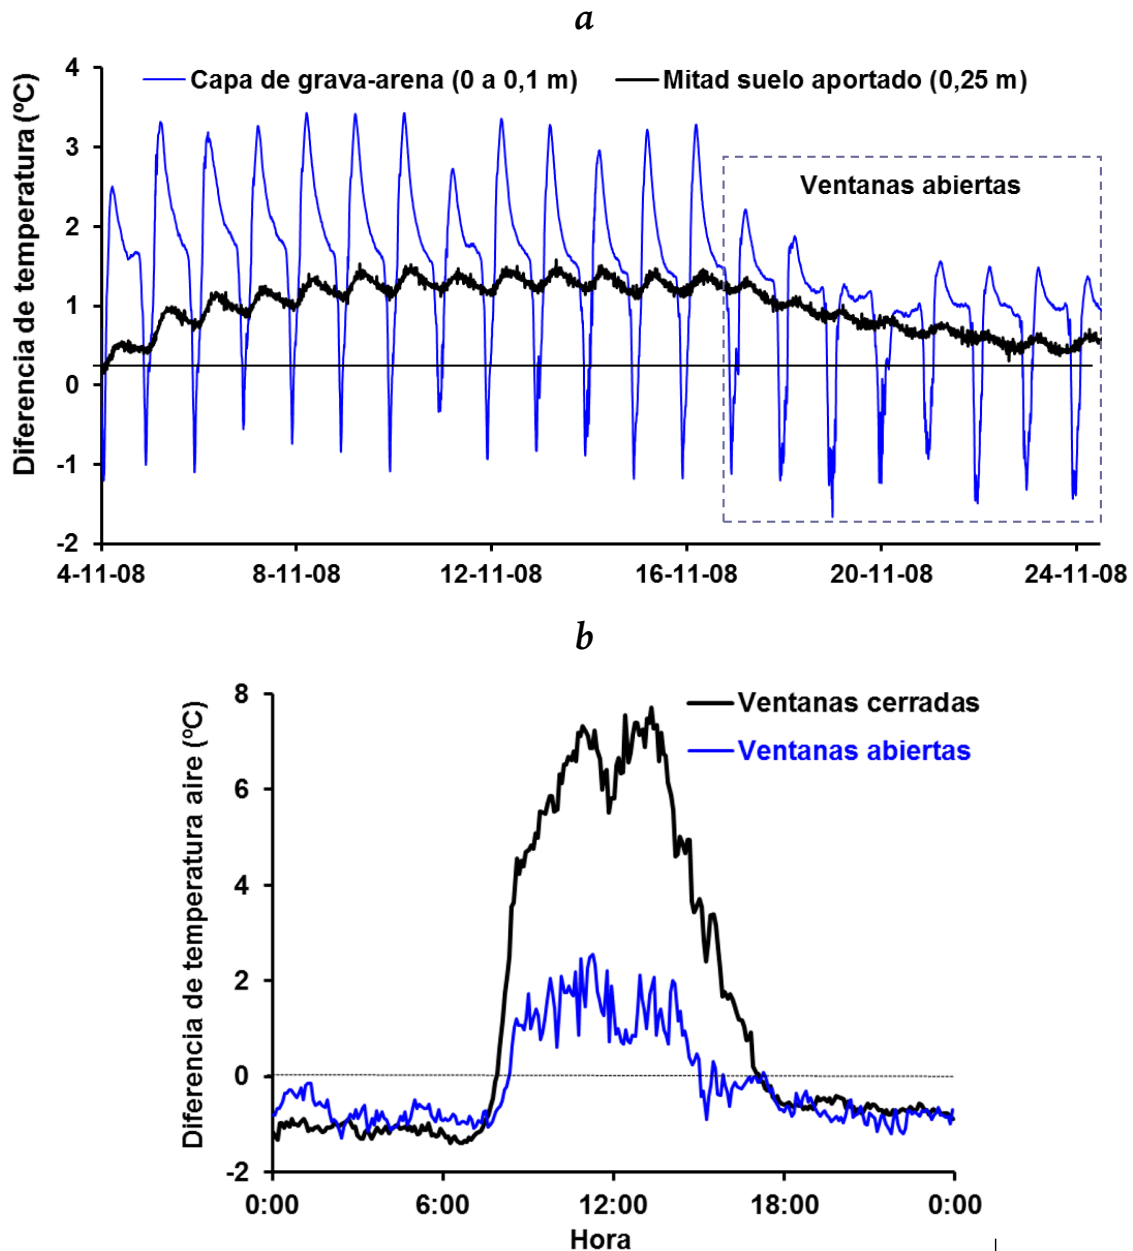 a
Diferencia de temperatura (ºC)
4
3
2
1
0
-1
-2
Capa de grava-arena (0 a 0,1 m)
Mitad suelo aportado (0,25 m)
Ventanas abiertas
4-11-08
8-11-08
12-11-08
16-11-08
20-11-08
24-11-08
b
Diferencia de temperatura aire (ºC)
8
6
4
2
0
-2
Ventanas cerradas
Ventanas abiertas
0:00
6:00
12:00
18:00
0:00
Hora